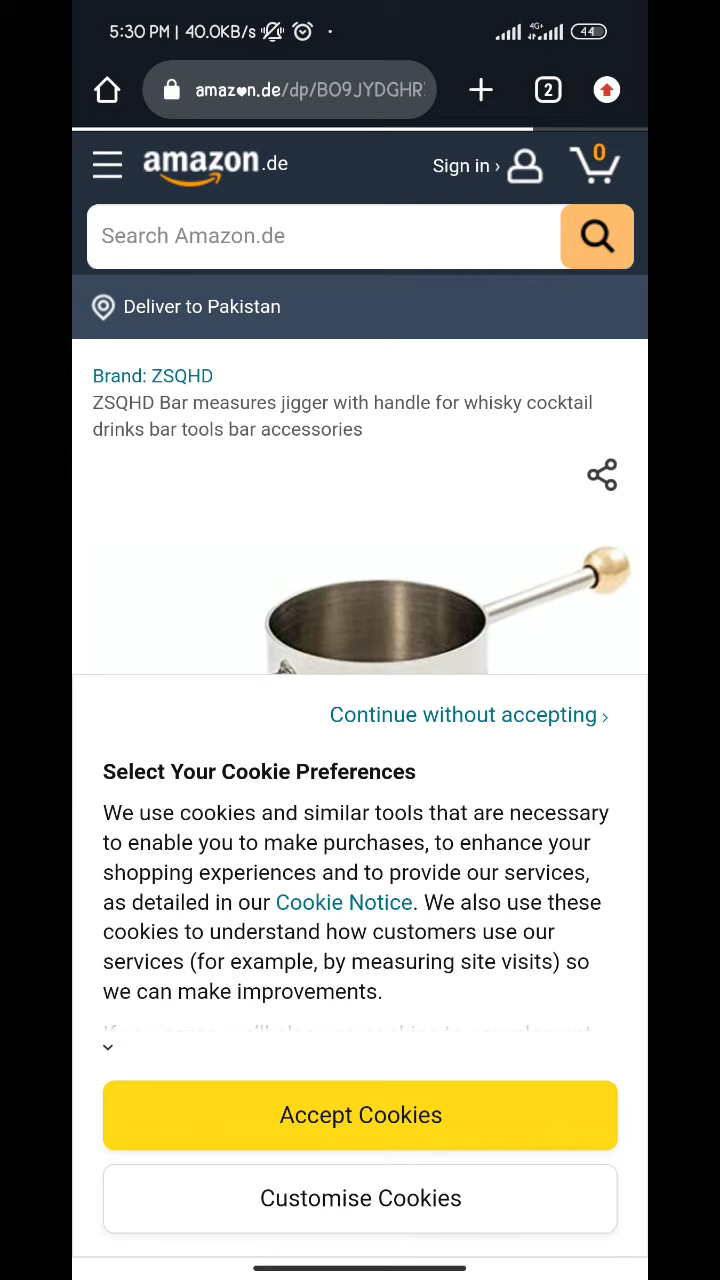 5:30 PM | 40.0KB/s
4G+
44
amaz♥n.de/dp/B09JYDGHR
2
amazon.de
Sign in ›
0
Search Amazon.de
Deliver to Pakistan
Brand: ZSQHD
ZSQHD Bar measures jigger with handle for whisky cocktail
drinks bar tools bar accessories
Continue without accepting ›
Select Your Cookie Preferences
We use cookies and similar tools that are necessary
to enable you to make purchases, to enhance your
shopping experiences and to provide our services,
as detailed in our Cookie Notice. We also use these
cookies to understand how customers use our
services (for example, by measuring site visits) so
we can make improvements.
Accept Cookies
Customise Cookies